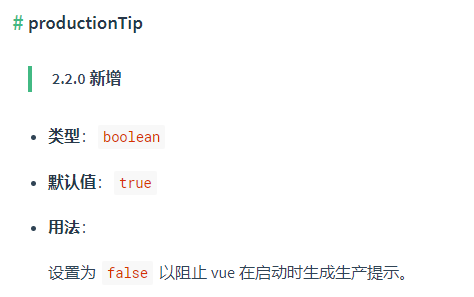 # productionTip
2.2.0 新增
类型： boolean
默认值： true
用法：
设置为 false 以阻止 vue 在启动时生成生产提示。